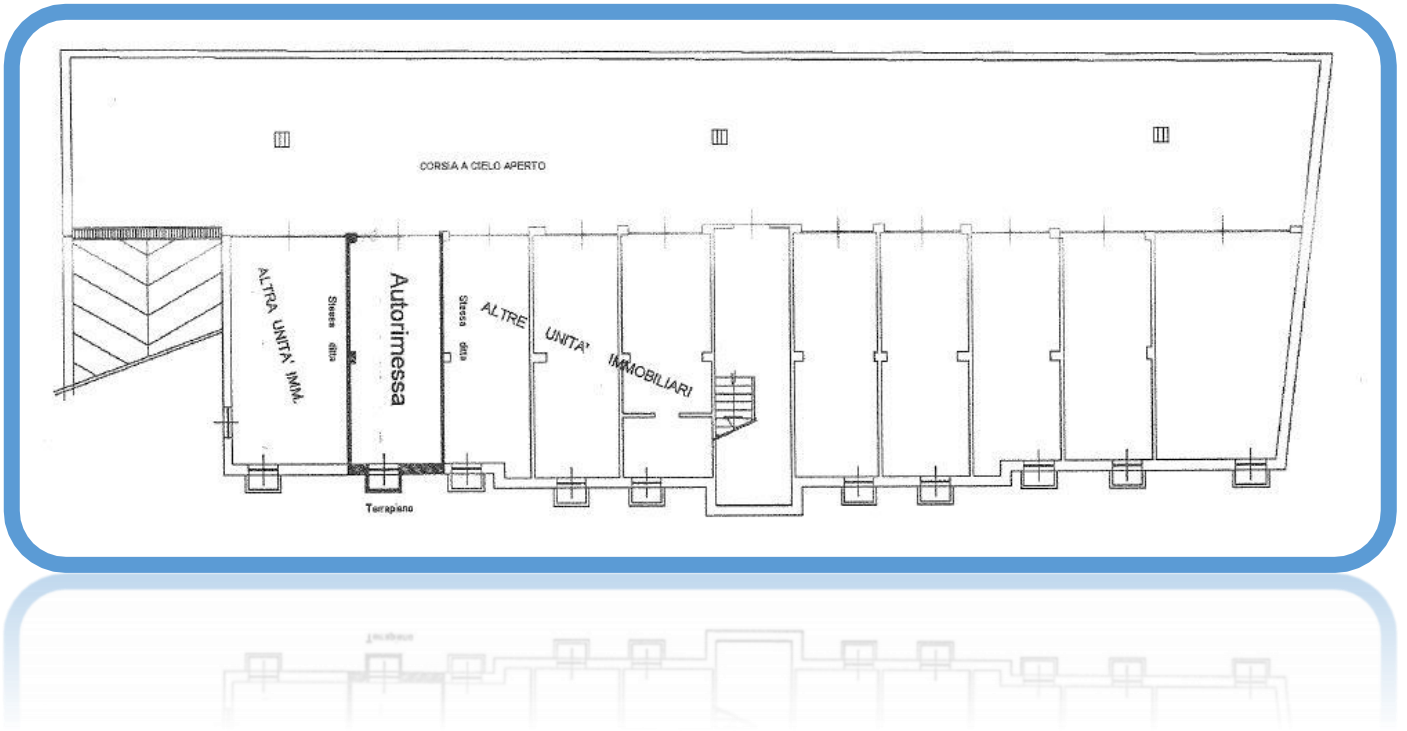 CORSIA A CIELO APERTO
ALTRA UNITA' IMM.
Stessa ditta
Autorimessa
Stessa ditta
ALTRE UNITA' IMMOBILIARI
Terrapieno